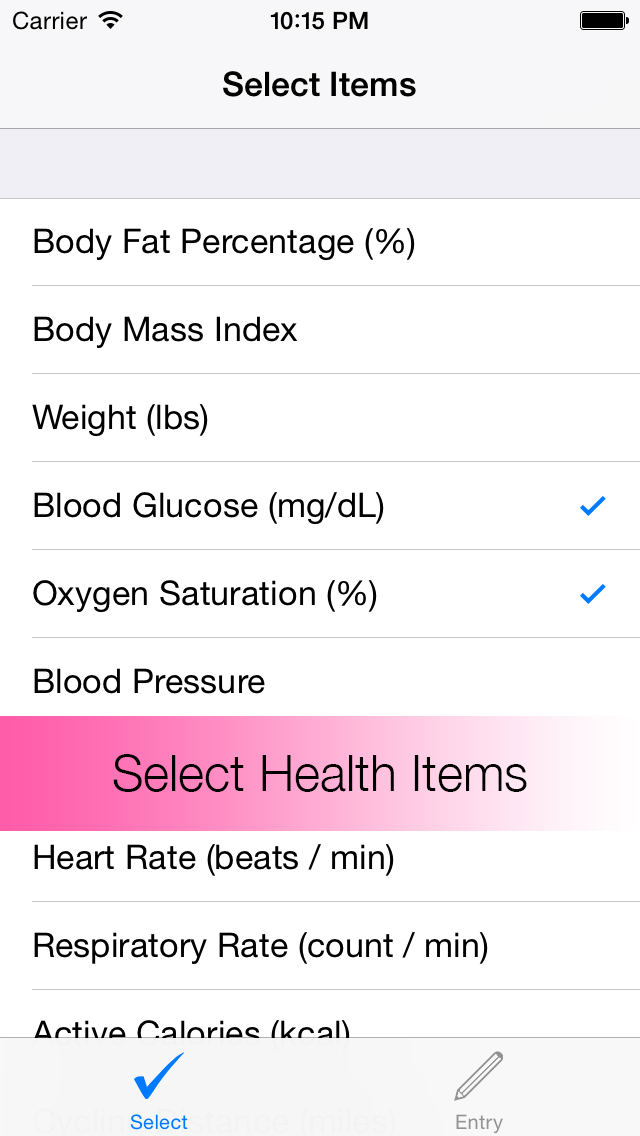 Carrier 10:15 PM
Select Items
Body Fat Percentage (%)
Body Mass Index
Weight (lbs)
Blood Glucose (mg/dL)
Oxygen Saturation (%)
Blood Pressure
Select Health Items
Heart Rate (beats / min)
Respiratory Rate (count / min)
Active Calories (kcal)
Cycling Distance (miles)
Select Entry